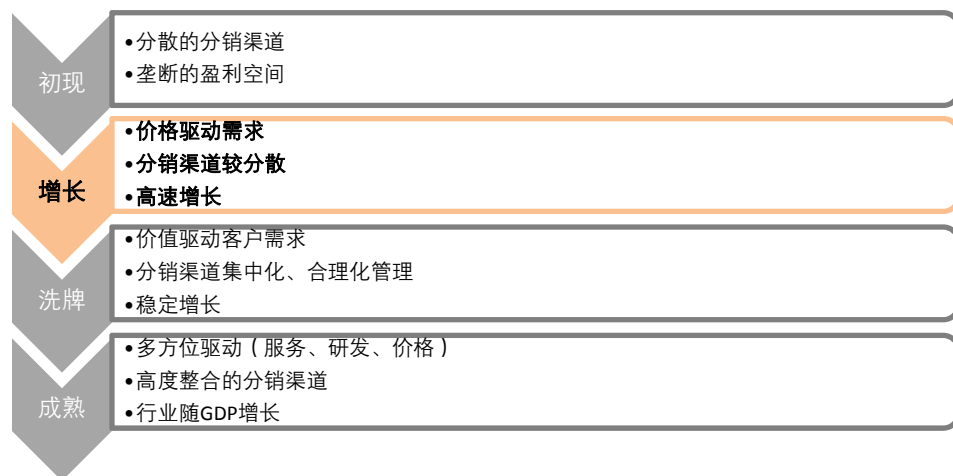 初现
•分散的分销渠道
•垄断的盈利空间
增长
•价格驱动需求
•分销渠道较分散
•高速增长
洗牌
•价值驱动客户需求
•分销渠道集中化、合理化管理
•稳定增长
成熟
•多方位驱动（服务、研发、价格）
•高度整合的分销渠道
•行业随GDP增长